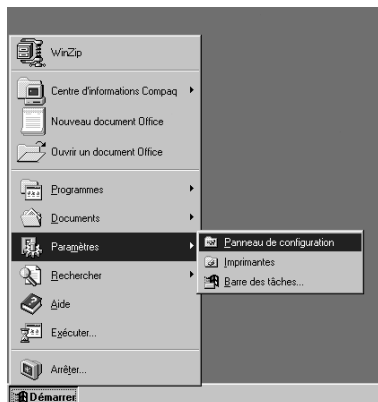 WinZip
Centre d'informations Compaq
Nouveau document Office
Ouvrir un document Office
Programmes
Documents
Paramètres
Panneau de configuration
Imprimantes
Barre des tâches...
Rechercher
Aide
Exécuter...
Arrêter...
Démarrer